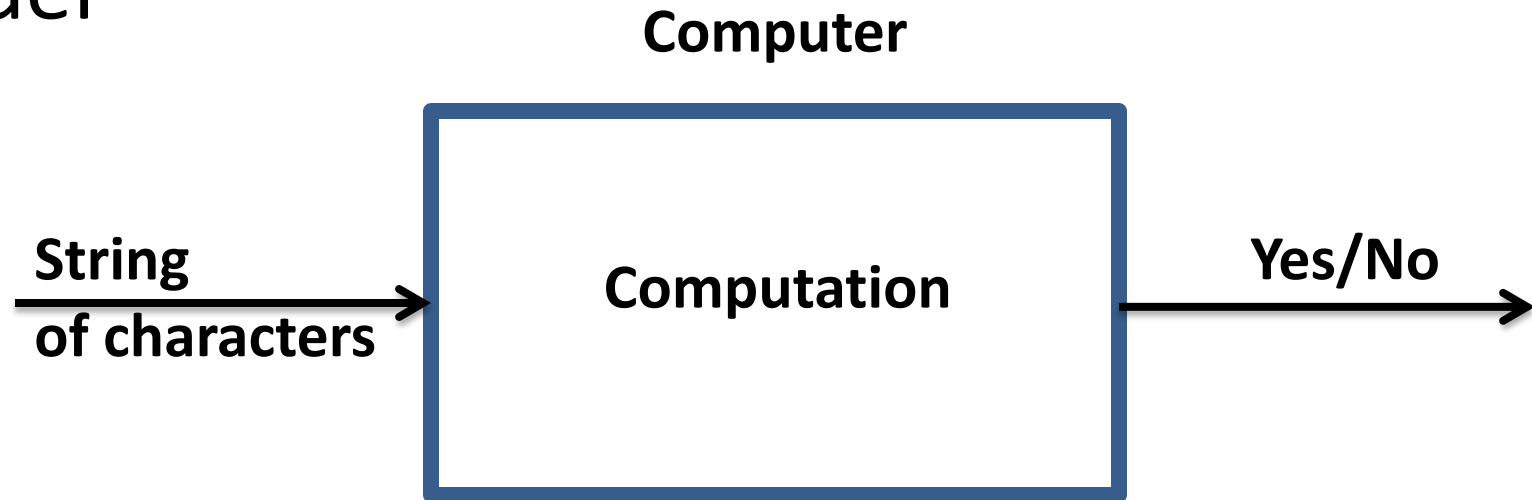 Computer
String
of characters
Computation
Yes/No